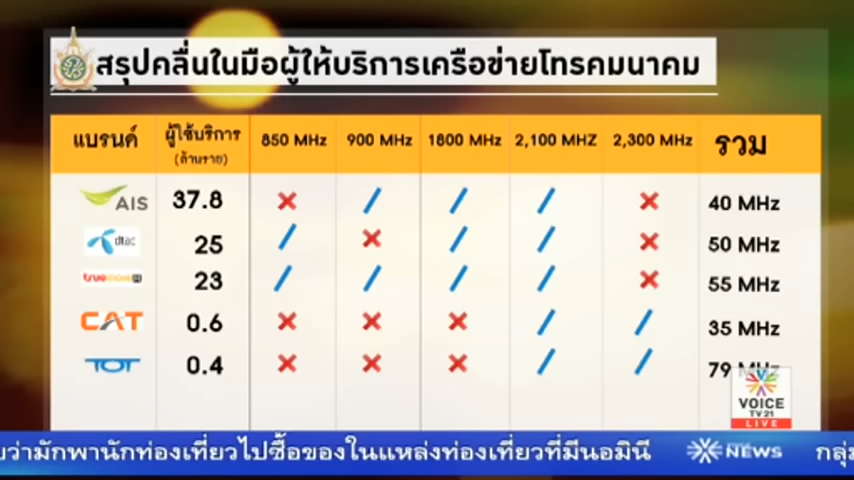 สรุปคลื่นในมือผู้ให้บริการเครือข่ายโทรคมนาคม
แบรนด์ ผู้ใช้บริการ (ล้านราย) 850 MHz 900 MHz 1800 MHz 2,100 MHZ 2,300 MHz รวม
AIS 37.8 40 MHz
dtac 25 50 MHz
truemove H 23 55 MHz
CAT 0.6 35 MHz
TOT 0.4 79 MHz
VOICE
TV 21
LIVE
ว่ามักพานักท่องเที่ยวไปซื้อของในแหล่งท่องเที่ยวที่มีนอมินี NEWS กลุ่ม